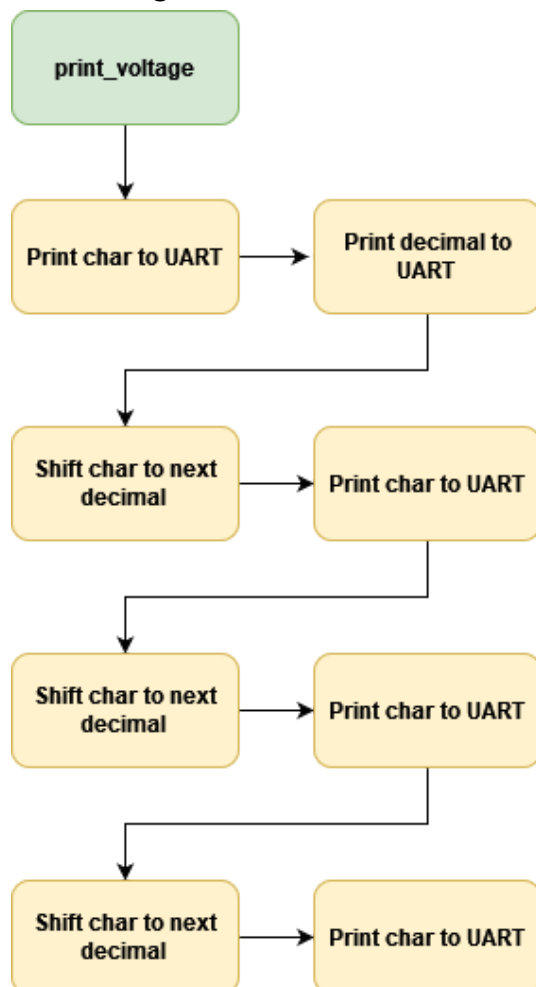 print_voltage
Print char to UART
Print decimal to
UART
Shift char to next
decimal
Print char to UART
Shift char to next
decimal
Print char to UART
Shift char to next
decimal
Print char to UART